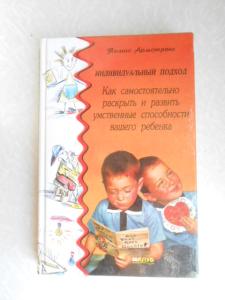 Томас Армстронг
ИНДИВИДУАЛЬНЫЙ ПОДХОД
Как самостоятельно
раскрыть и развить
умственные способности
вашего ребенка